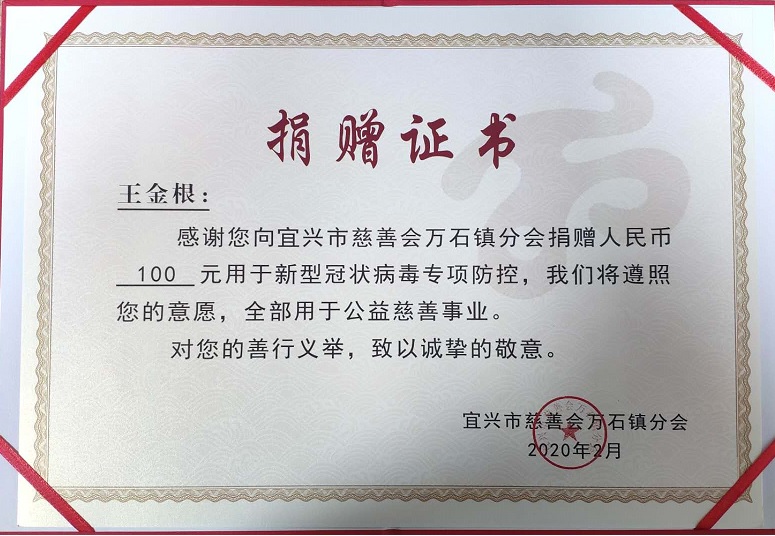 捐赠证书
王金根：
感谢您向宜兴市慈善会万石镇分会捐赠人民币
100 元用于新型冠状病毒专项防控，我们将遵照
您的意愿，全部用于公益慈善事业。
对您的善行义举，致以诚挚的敬意。
宜兴市慈善会万石镇分会
2020年2月